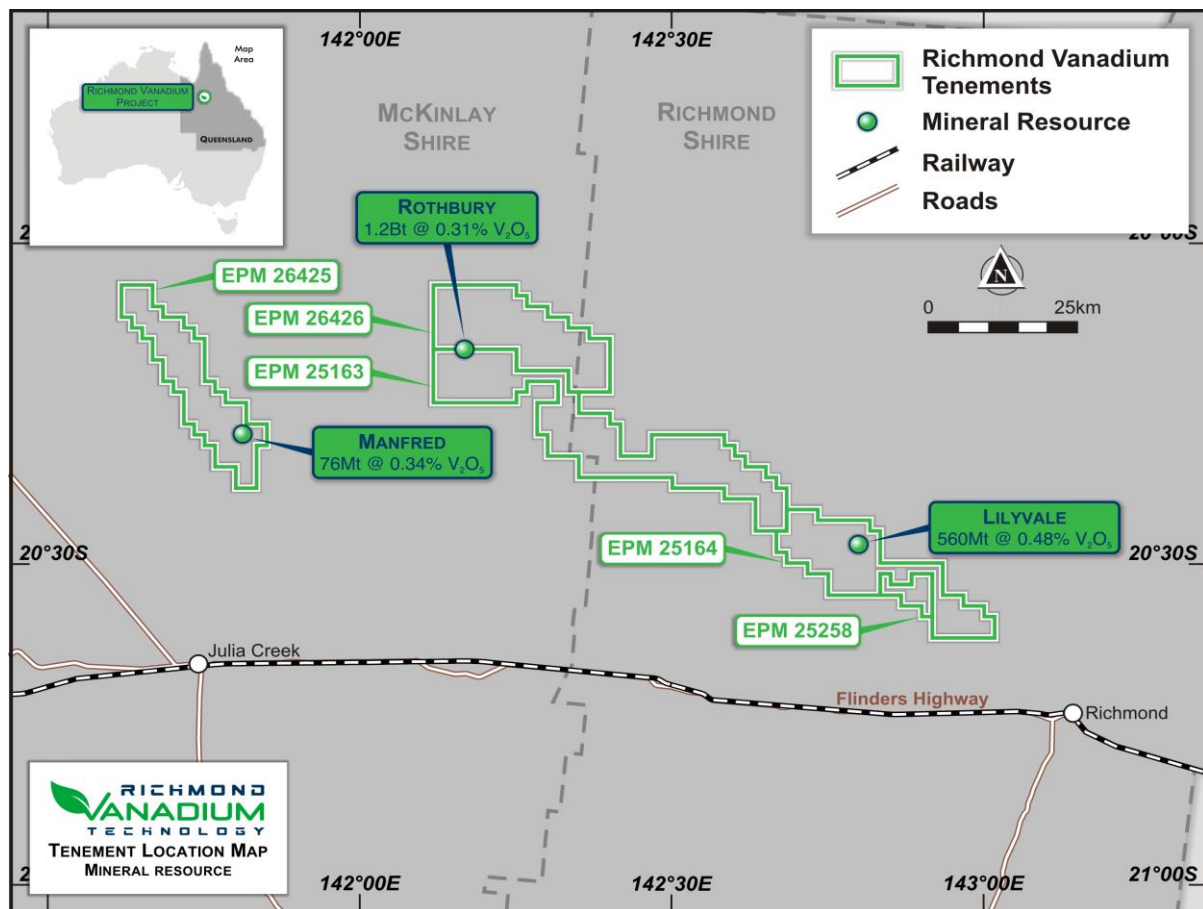 142°00E
142°30E
Map
Area
RICHMOND VANADIUM
PROJECT
QUEENSLAND
MCKINLAY
SHIRE
RICHMOND
SHIRE
Richmond Vanadium
Tenements
Mineral Resource
Railway
Roads
ROTHBURY
1.2Bt @ 0.31% V₂O₅
20°00S
N
0 25km
EPM 26425
EPM 26426
EPM 25163
MANFRED
76Mt @ 0.34% V₂O₅
LILYVALE
560Mt @ 0.48% V₂O₅
20°30S
20°30S
EPM 25164
EPM 25258
Julia Creek
Flinders Highway
Richmond
RICHMOND
VANADIUM
TECHNOLOGY
TENEMENT LOCATION MAP
MINERAL RESOURCE
142°00E
142°30E
143°00E
21°00S